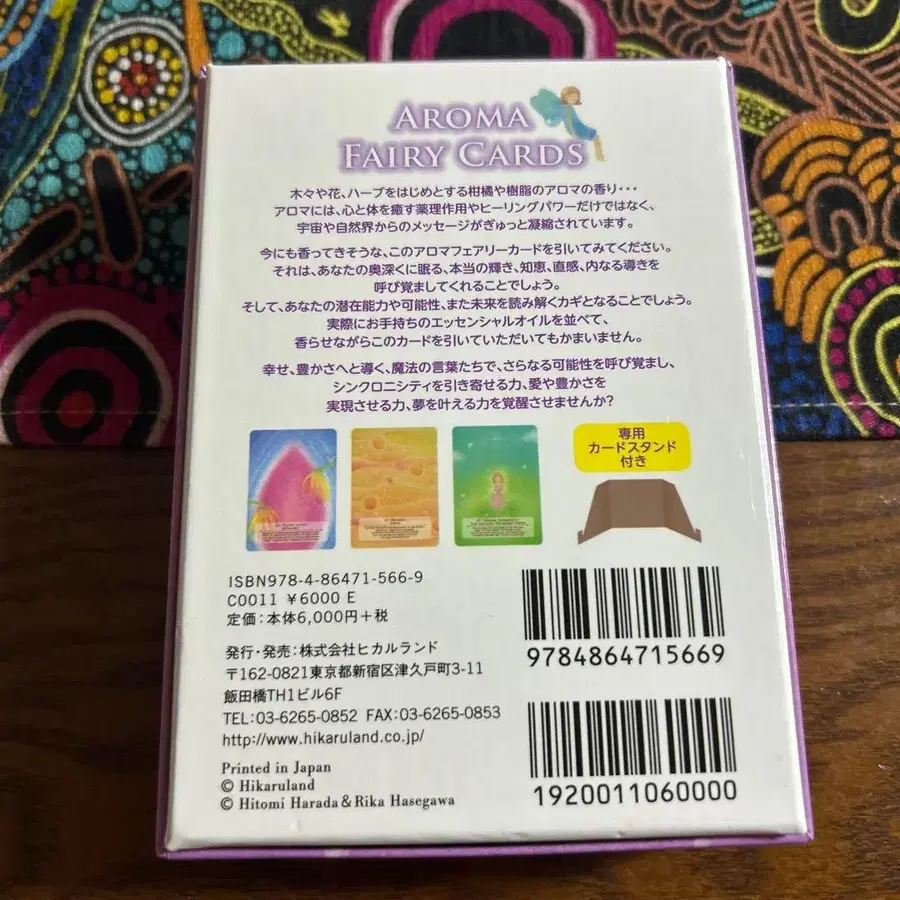 AROMA
FAIRY CARDS
木々や花、ハーブをはじめとする柑橘や樹脂のアロマの香り・・・
アロマには、心と体を癒す薬理作用やヒーリングパワーだけではなく、
宇宙や自然界からのメッセージがぎゅっと凝縮されています。
今にも香ってきそうな、このアロマフェアリーカードを引いてみてください。
それは、あなたの奥深くに眠る、本当の輝き、知恵、直感、内なる導きを
呼び覚ましてくれることでしょう。
そして、あなたの潜在能力や可能性、また未来を読み解くカギとなることでしょう。
実際にお手持ちのエッセンシャルオイルを並べて、
香らせながらこのカードを引いていただいてもかまいません。
幸せ、豊かさへと導く、魔法の言葉たちで、さらなる可能性を呼び覚まし、
シンクロニシティを引き寄せる力、愛や豊かさを
実現させる力、夢を叶える力を覚醒させませんか?
専用
カードスタンド
付き
ISBN978-4-86471-566-9
C0011 ¥6000 E
定価:本体6,000円+税
9784864715669
発行・発売:株式会社ヒカルランド
〒162-0821東京都新宿区津久戸町3-11
飯田橋TH1ビル6F
TEL:03-6265-0852 FAX:03-6265-0853
http://www.hikaruland.co.jp/
Printed in Japan
© Hikaruland
© Hitomi Harada & Rika Hasegawa
1920011060000